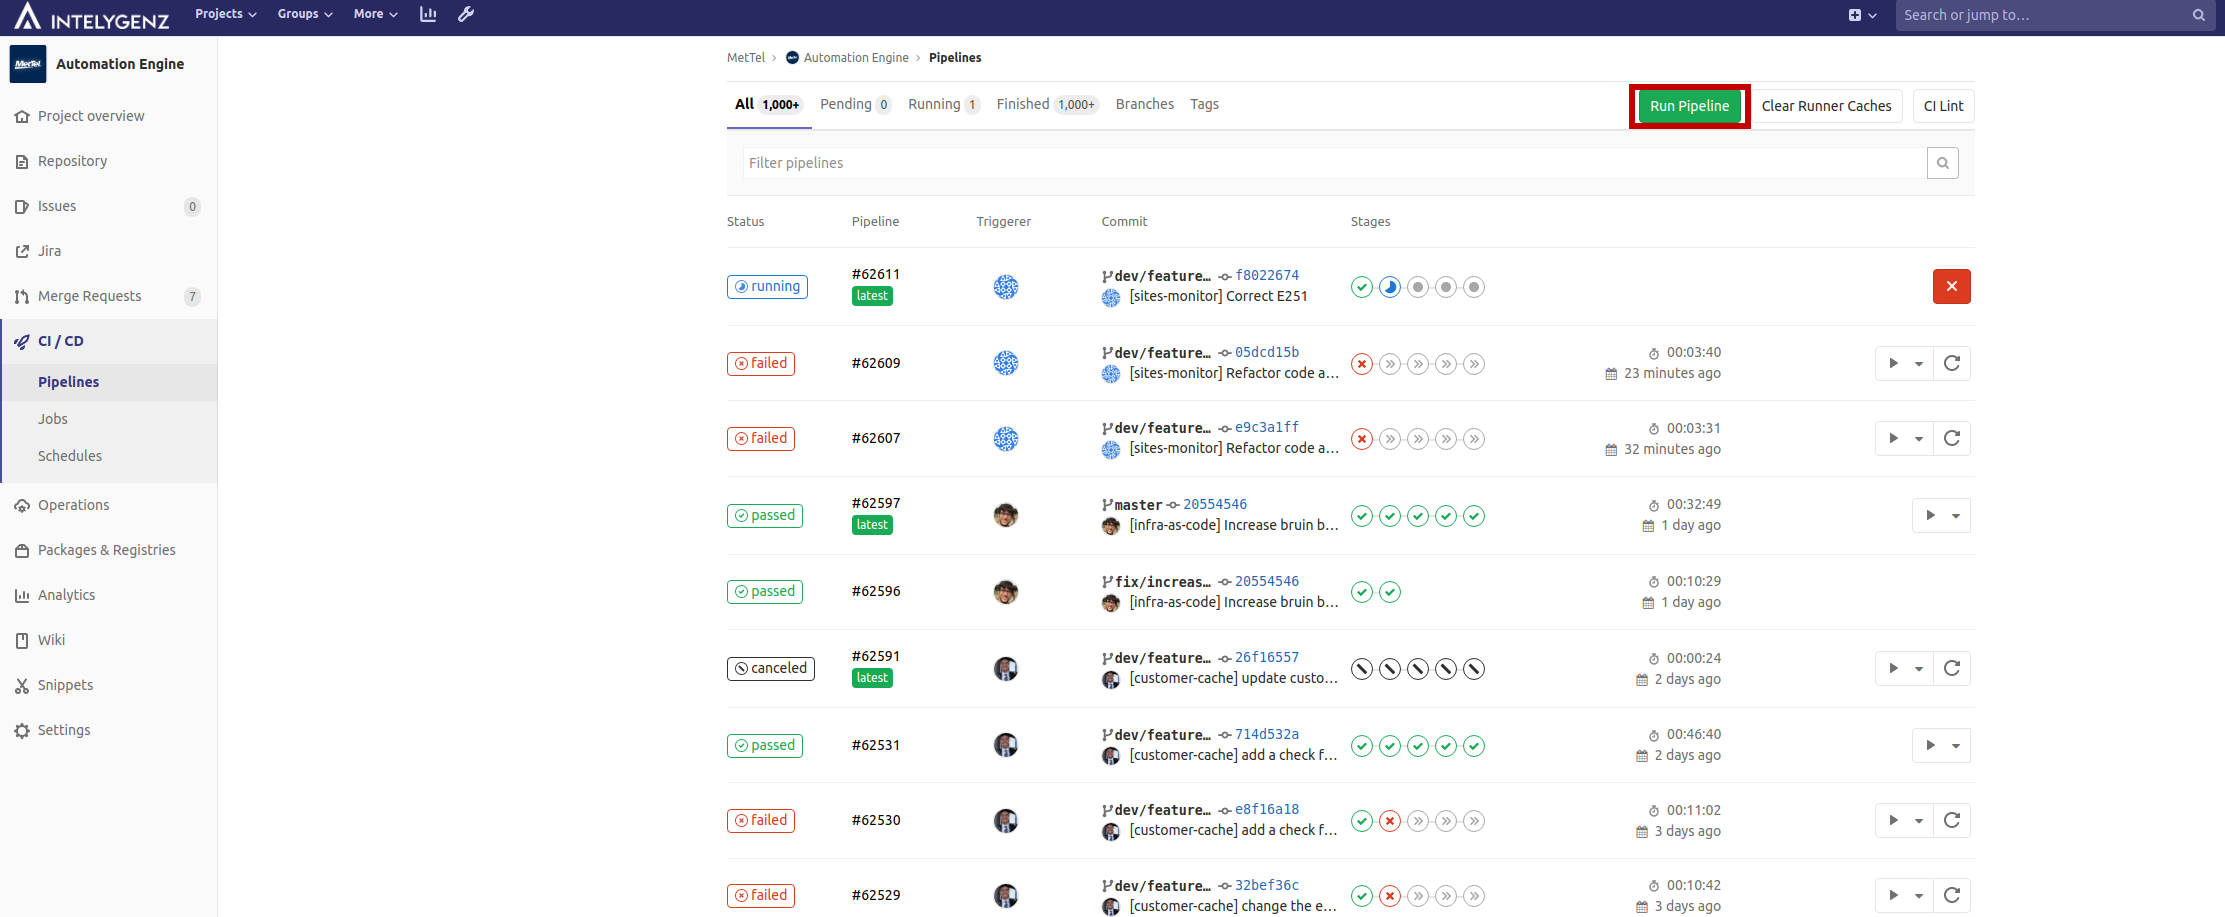 INTELYGENZ Projects Groups More Search or jump to…
MetTel Automation Engine
Project overview
Repository
Issues 0
Jira
Merge Requests 7
CI / CD
Pipelines
Jobs
Schedules
Operations
Packages & Registries
Analytics
Wiki
Snippets
Settings
MetTel › Automation Engine › Pipelines
All 1,000+ Pending 0 Running 1 Finished 1,000+ Branches Tags Run Pipeline Clear Runner Caches CI Lint
Filter pipelines
Status Pipeline Triggerer Commit Stages
running #62611 latest dev/feature… f8022674
[sites-monitor] Correct E251
failed #62609 dev/feature… 05dcd15b 00:03:40
[sites-monitor] Refactor code a… 23 minutes ago
failed #62607 dev/feature… e9c3a1ff 00:03:31
[sites-monitor] Refactor code a… 32 minutes ago
passed #62597 latest master 20554546 00:32:49
[infra-as-code] Increase bruin b… 1 day ago
passed #62596 fix/increas… 20554546 00:10:29
[infra-as-code] Increase bruin b… 1 day ago
canceled #62591 latest dev/feature… 26f16557 00:00:24
[customer-cache] update custo… 2 days ago
passed #62531 dev/feature… 714d532a 00:46:40
[customer-cache] add a check f… 2 days ago
failed #62530 dev/feature… e8f16a18 00:11:02
[customer-cache] add a check f… 3 days ago
failed #62529 dev/feature… 32bef36c 00:10:42
[customer-cache] change the e… 3 days ago